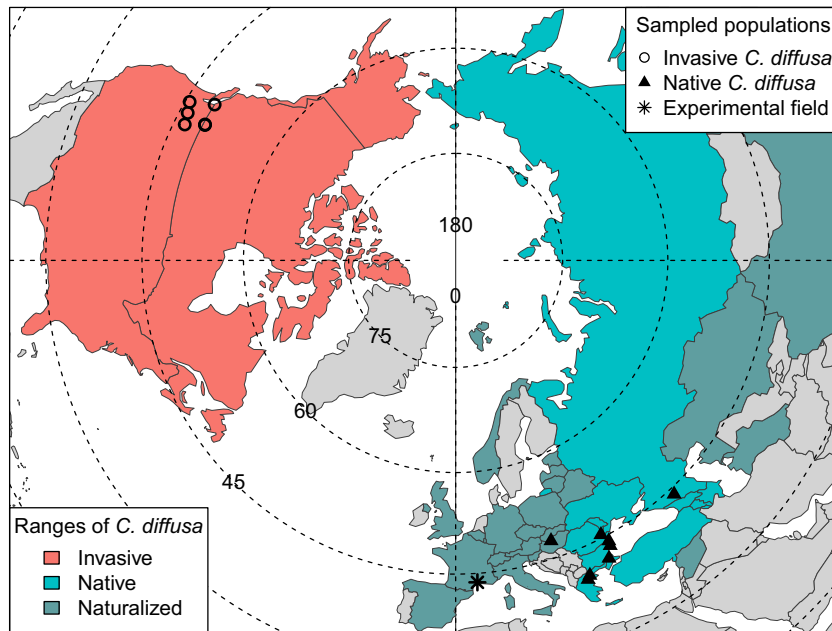 Sampled populations
Invasive C. diffusa
Native C. diffusa
Experimental field
180
0
75
60
45
Ranges of C. diffusa
Invasive
Native
Naturalized